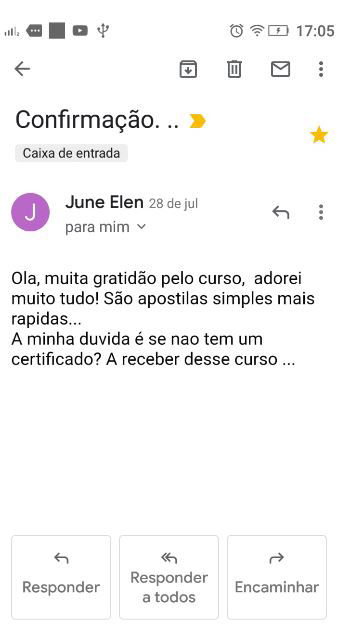 17:05
Confirmação. ..
Caixa de entrada
J
June Elen 28 de jul
para mim
Ola, muita gratidão pelo curso, adorei
muito tudo! São apostilas simples mais
rapidas...
A minha duvida é se nao tem um
certificado? A receber desse curso ...
Responder
Responder
a todos
Encaminhar